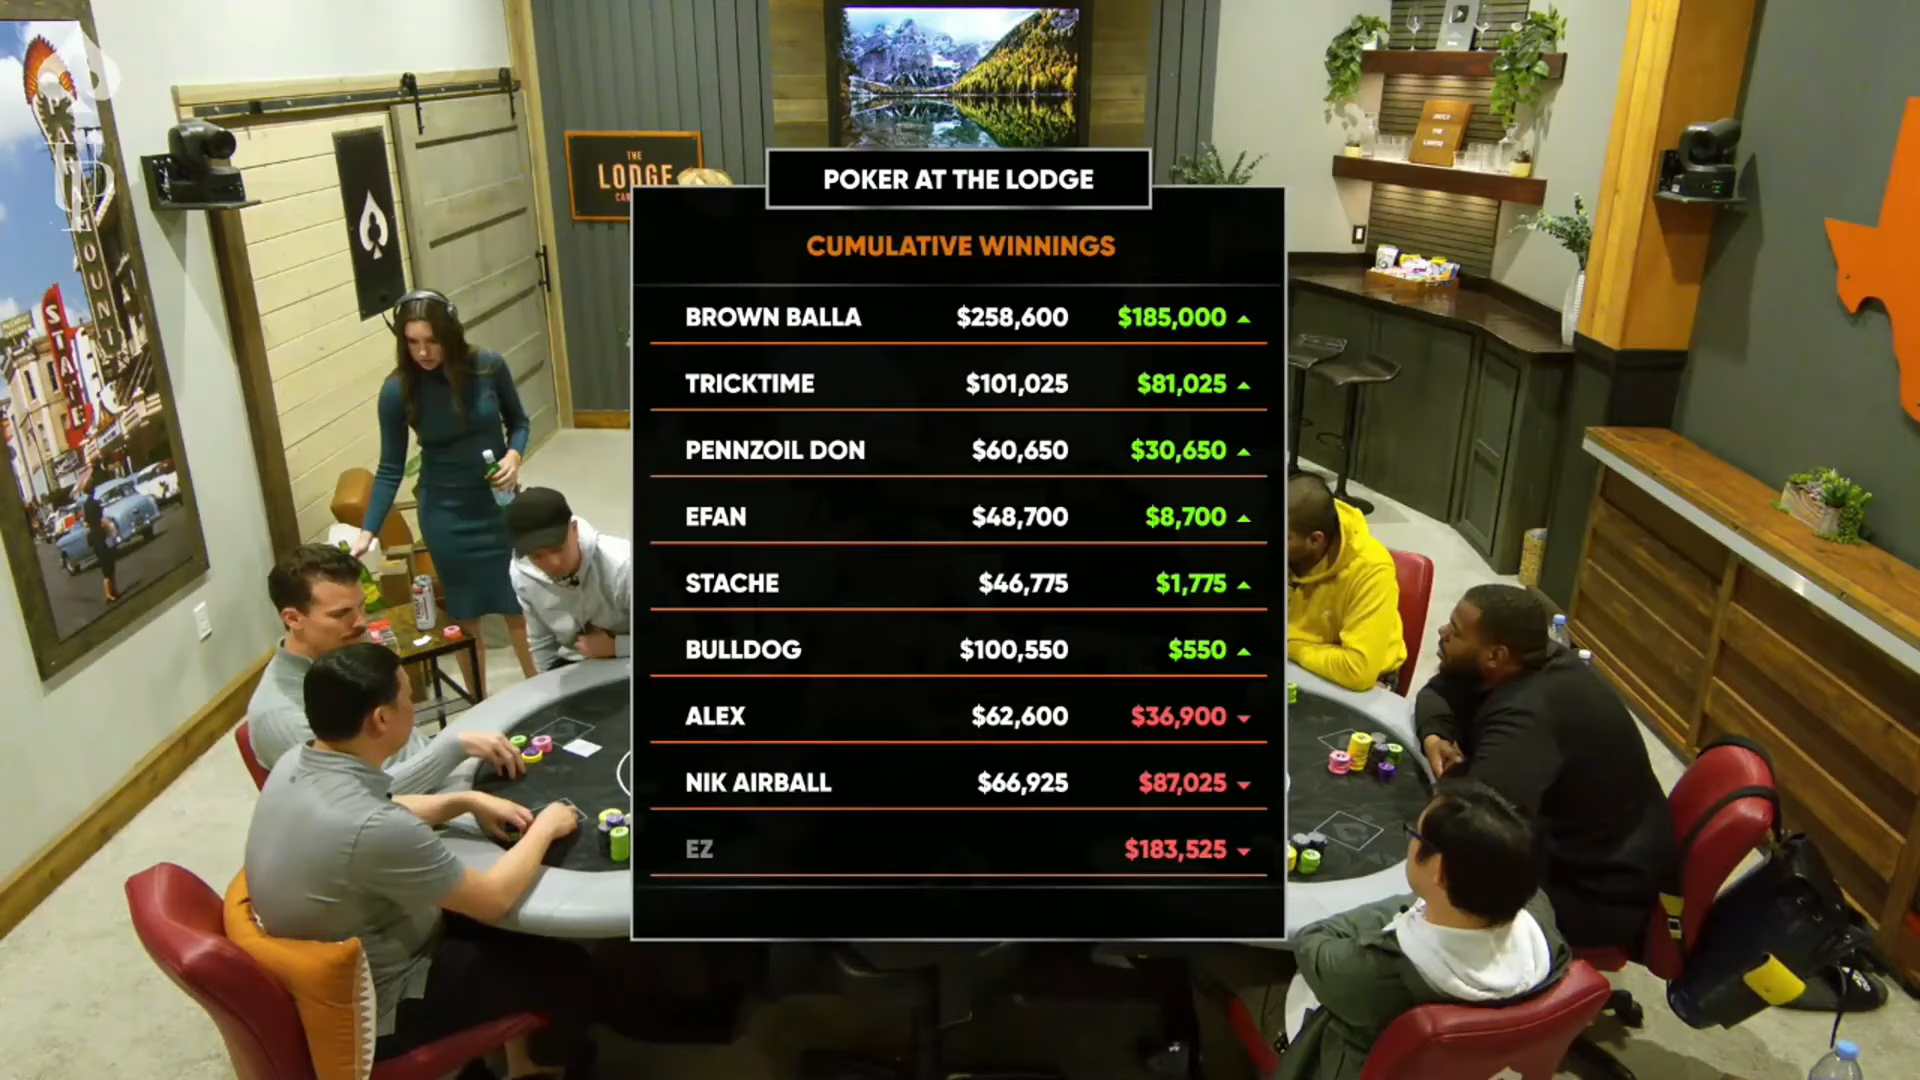 THE
LODGE
POKER AT THE LODGE
CUMULATIVE WINNINGS
BROWN BALLA $258,600 $185,000
TRICKTIME $101,025 $81,025
PENNZOIL DON $60,650 $30,650
EFAN $48,700 $8,700
STACHE $46,775 $1,775
BULLDOG $100,550 $550
ALEX $62,600 $36,900
NIK AIRBALL $66,925 $87,025
EZ $183,525
STATE